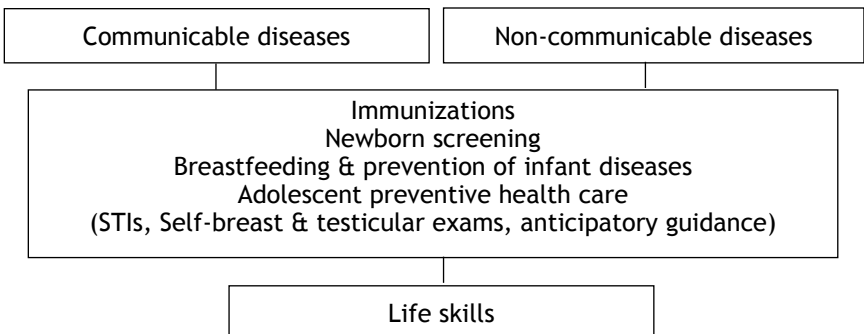 Communicable diseases
Non-communicable diseases
Immunizations
Newborn screening
Breastfeeding & prevention of infant diseases
Adolescent preventive health care
(STIs, Self-breast & testicular exams, anticipatory guidance)
Life skills